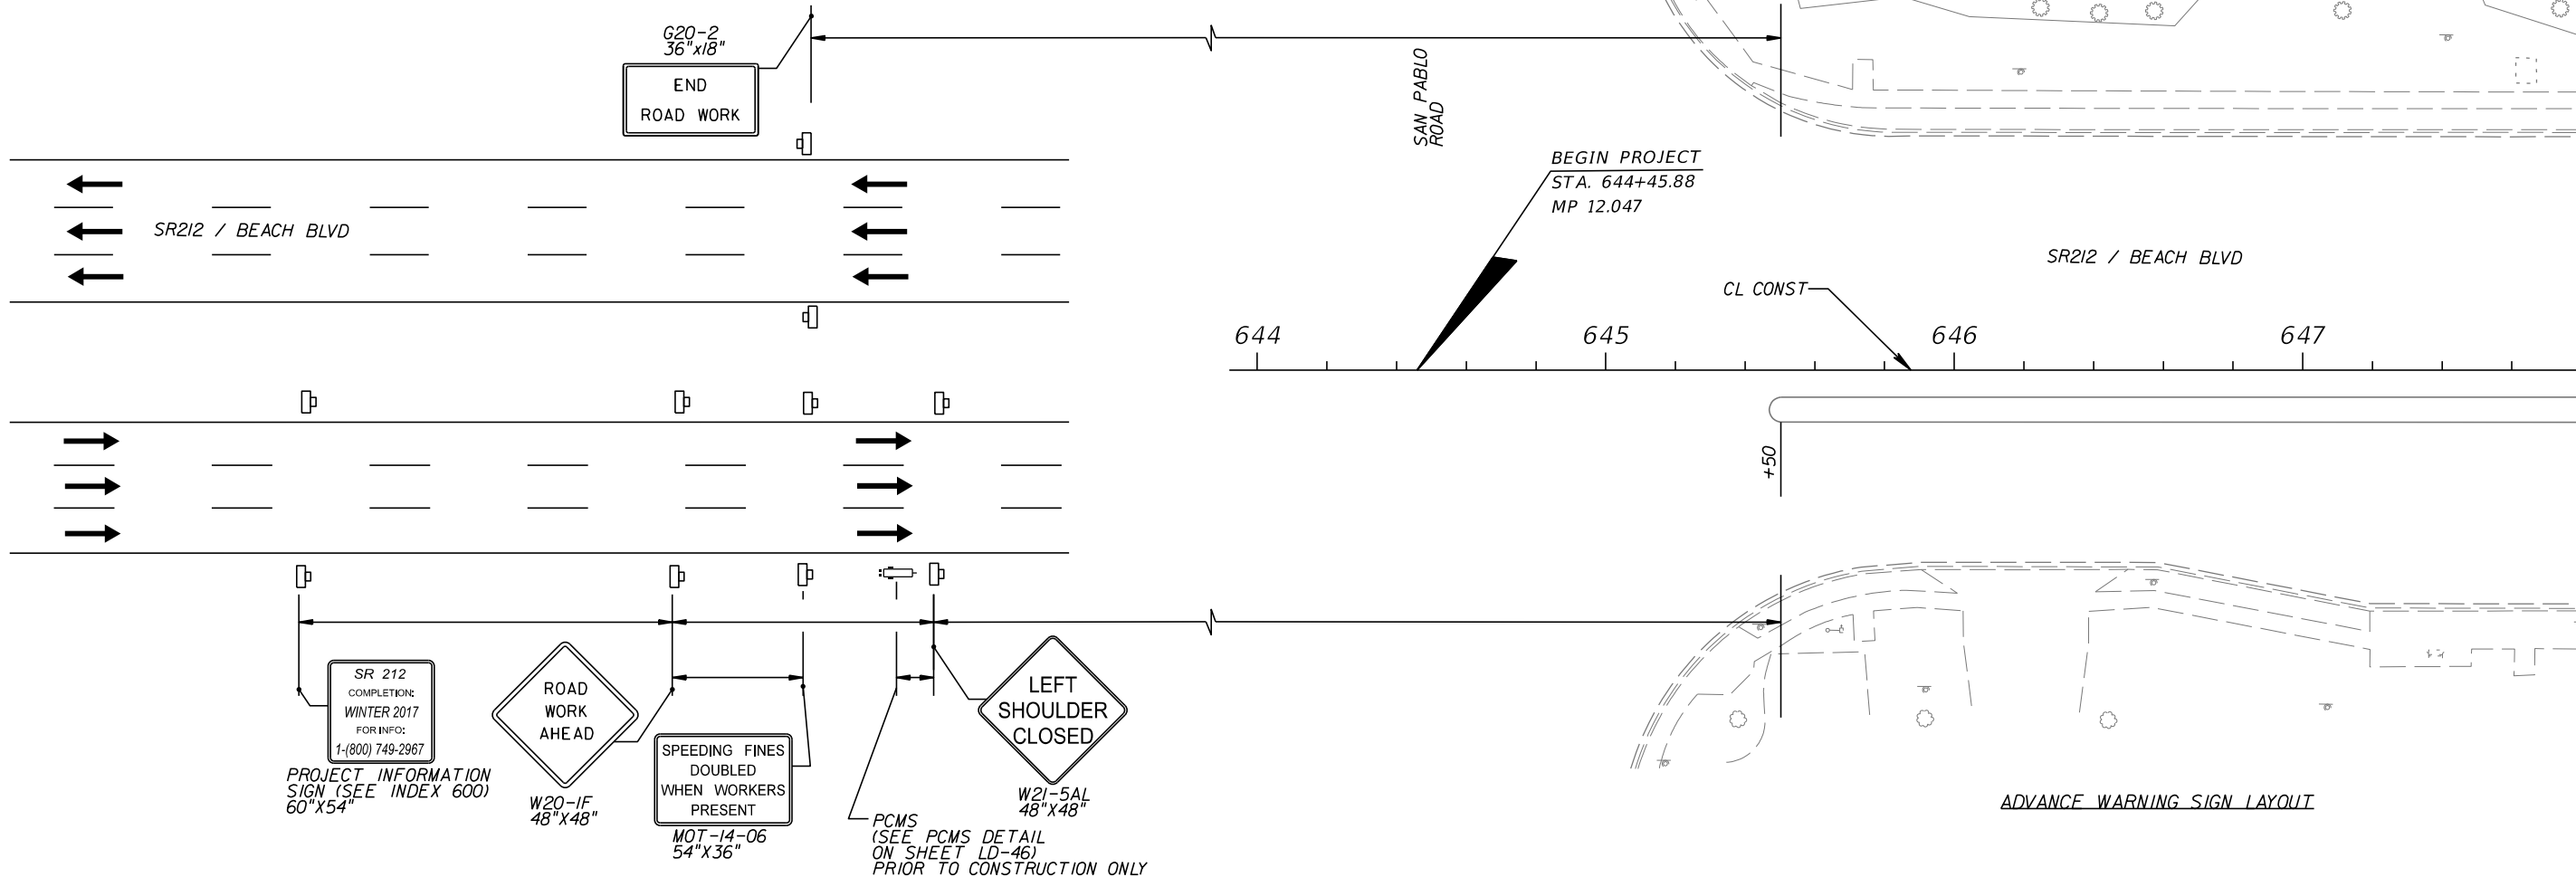 G20-2
36"x18"
END
ROAD WORK
SAN PABLO
ROAD
BEGIN PROJECT
STA. 644+45.88
MP 12.047
SR212 / BEACH BLVD
SR212 / BEACH BLVD
CL CONST
644
645
646
647
+50
SR 212
COMPLETION:
WINTER 2017
FOR INFO:
1-(800) 749-2967
PROJECT INFORMATION
SIGN (SEE INDEX 600)
60"X54"
ROAD
WORK
AHEAD
W20-1F
48"X48"
SPEEDING FINES
DOUBLED
WHEN WORKERS
PRESENT
MOT-14-06
54"X36"
PCMS
(SEE PCMS DETAIL
ON SHEET LD-46)
PRIOR TO CONSTRUCTION ONLY
LEFT
SHOULDER
CLOSED
W21-5AL
48"X48"
ADVANCE WARNING SIGN LAYOUT